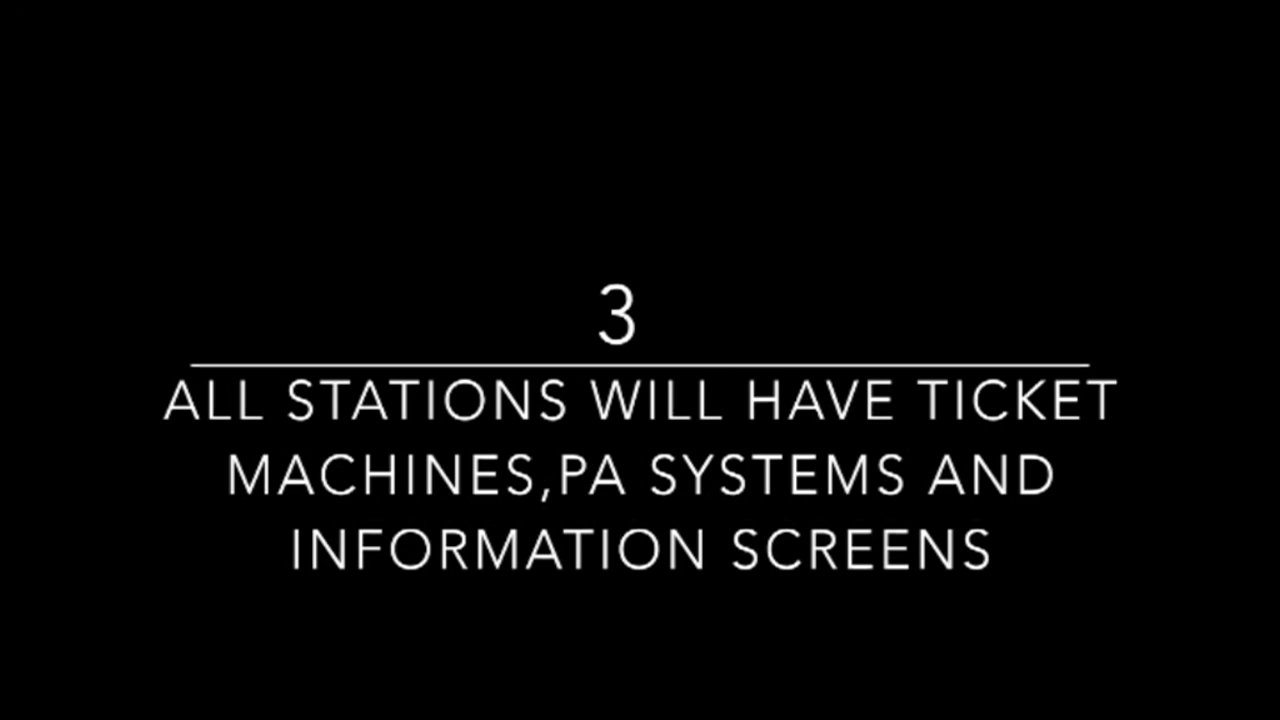 3
ALL STATIONS WILL HAVE TICKET
MACHINES,PA SYSTEMS AND
INFORMATION SCREENS